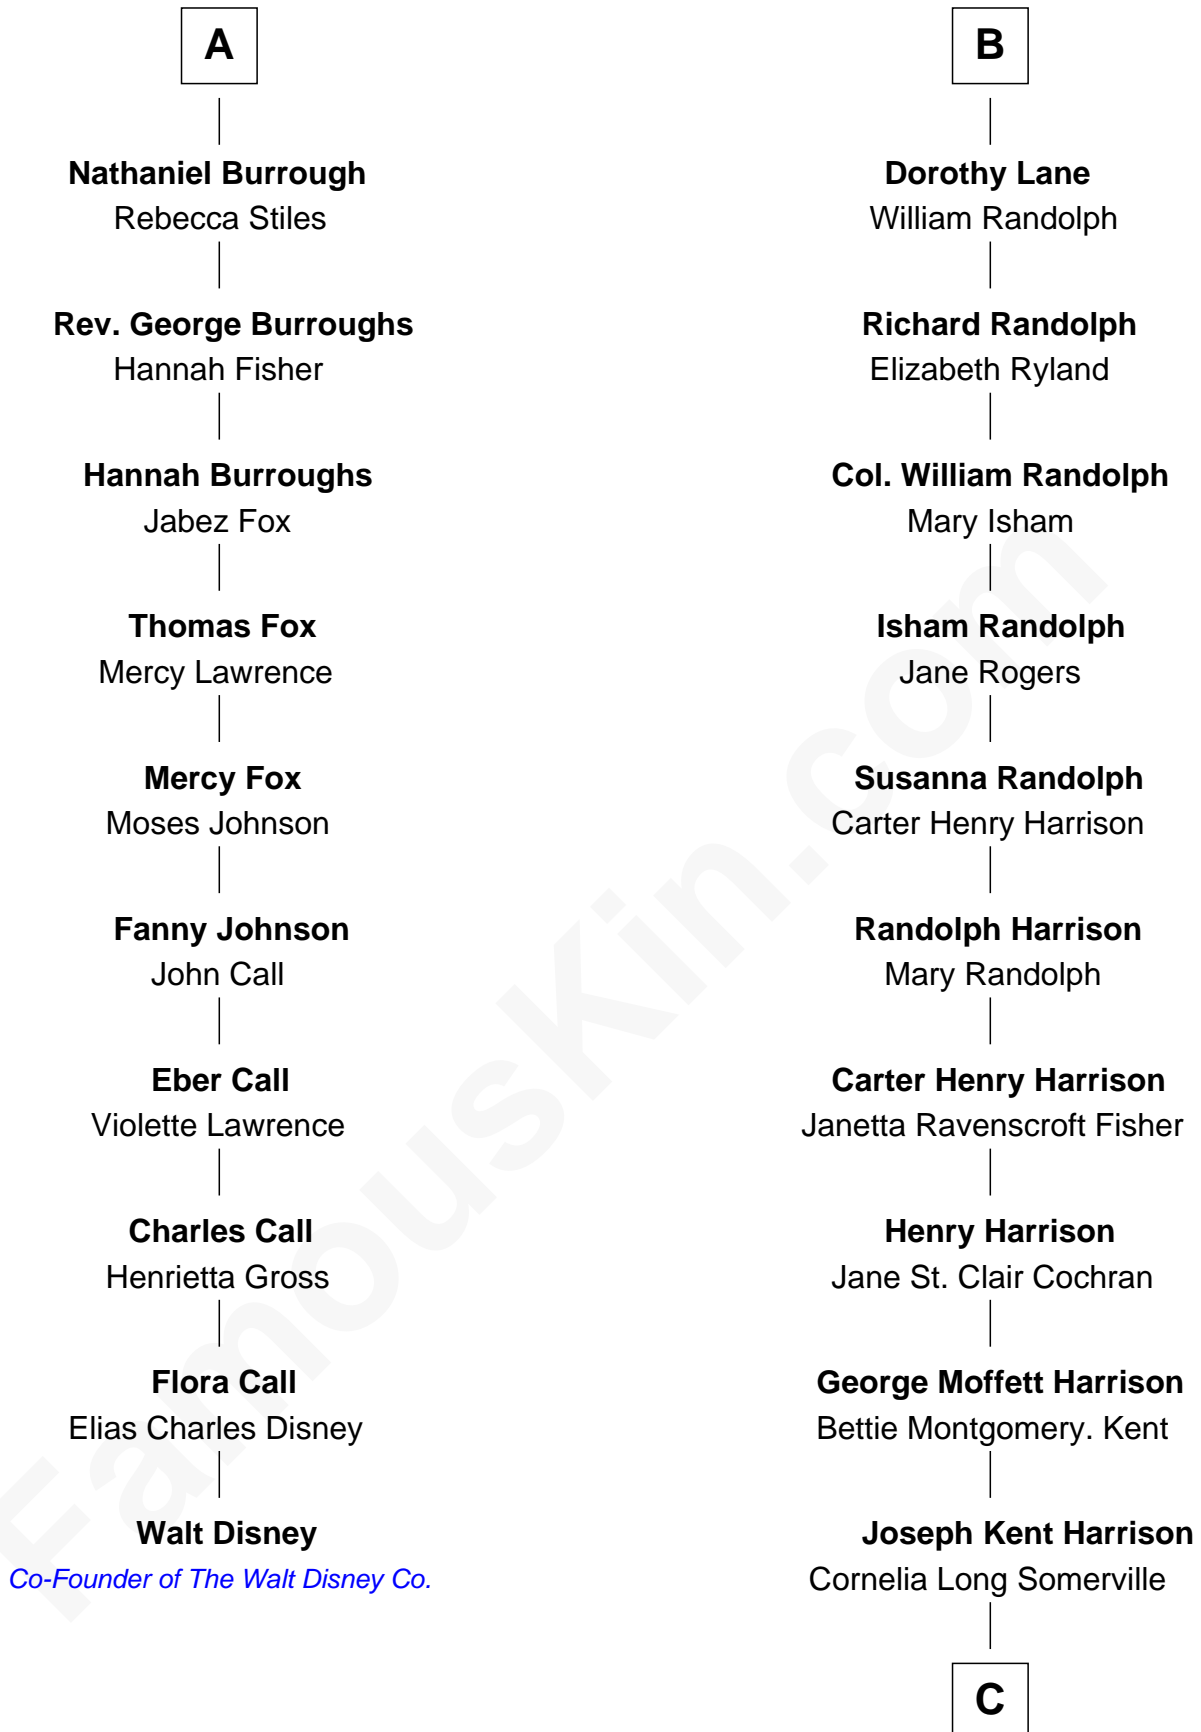 A
Nathaniel Burrough
Rebecca Stiles
Rev. George Burroughs
Hannah Fisher
Hannah Burroughs
Jabez Fox
Thomas Fox
Mercy Lawrence
Mercy Fox
Moses Johnson
Fanny Johnson
John Call
Eber Call
Violette Lawrence
Charles Call
Henrietta Gross
Flora Call
Elias Charles Disney
Walt Disney
Co-Founder of The Walt Disney Co.
B
Dorothy Lane
William Randolph
Richard Randolph
Elizabeth Ryland
Col. William Randolph
Mary Isham
Isham Randolph
Jane Rogers
Susanna Randolph
Carter Henry Harrison
Randolph Harrison
Mary Randolph
Carter Henry Harrison
Janetta Ravenscroft Fisher
Henry Harrison
Jane St. Clair Cochran
George Moffett Harrison
Bettie Montgomery. Kent
Joseph Kent Harrison
Cornelia Long Somerville
C
FamousKin.com